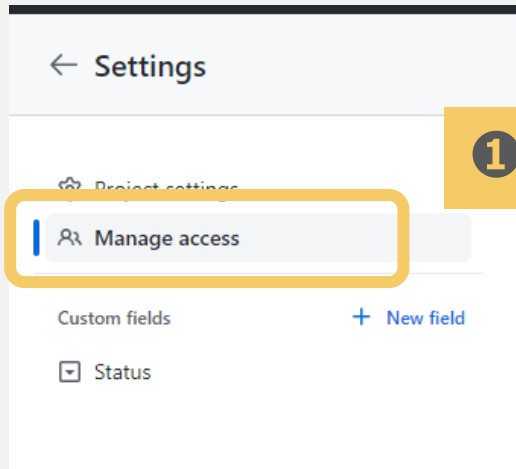 ← Settings
❶
Project settings
Manage access
Custom fields
+ New field
Status